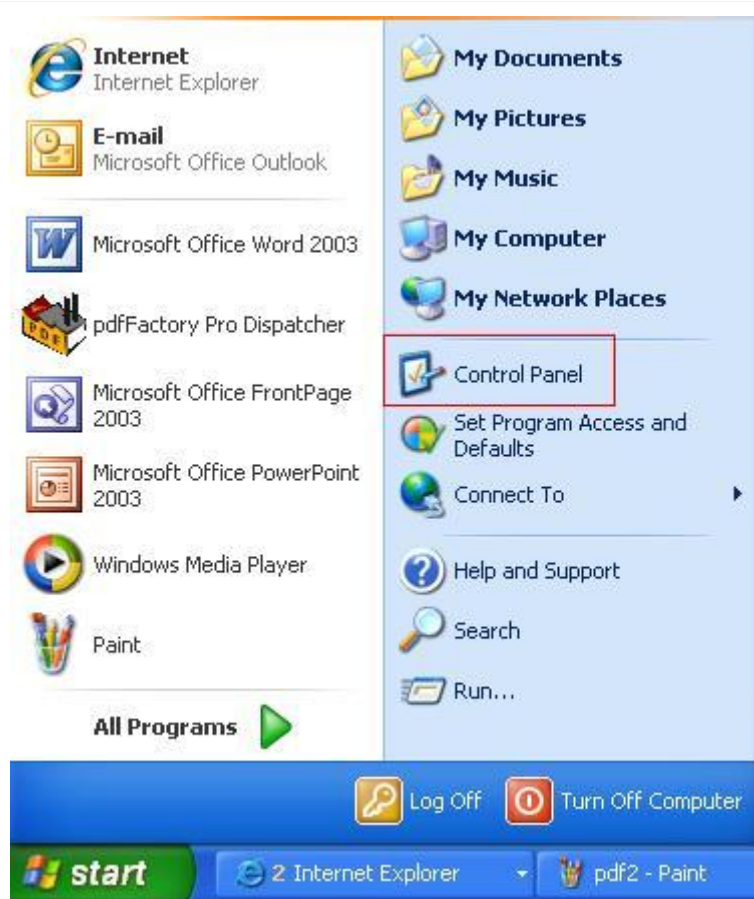 Internet
Internet Explorer
E-mail
Microsoft Office Outlook
Microsoft Office Word 2003
PDF
pdfFactory Pro Dispatcher
Microsoft Office FrontPage
2003
Microsoft Office PowerPoint
2003
Windows Media Player
Paint
All Programs
My Documents
My Pictures
My Music
My Computer
My Network Places
Control Panel
Set Program Access and
Defaults
Connect To
Help and Support
Search
Run...
Log Off
Turn Off Computer
start
2 Internet Explorer
pdf2 - Paint